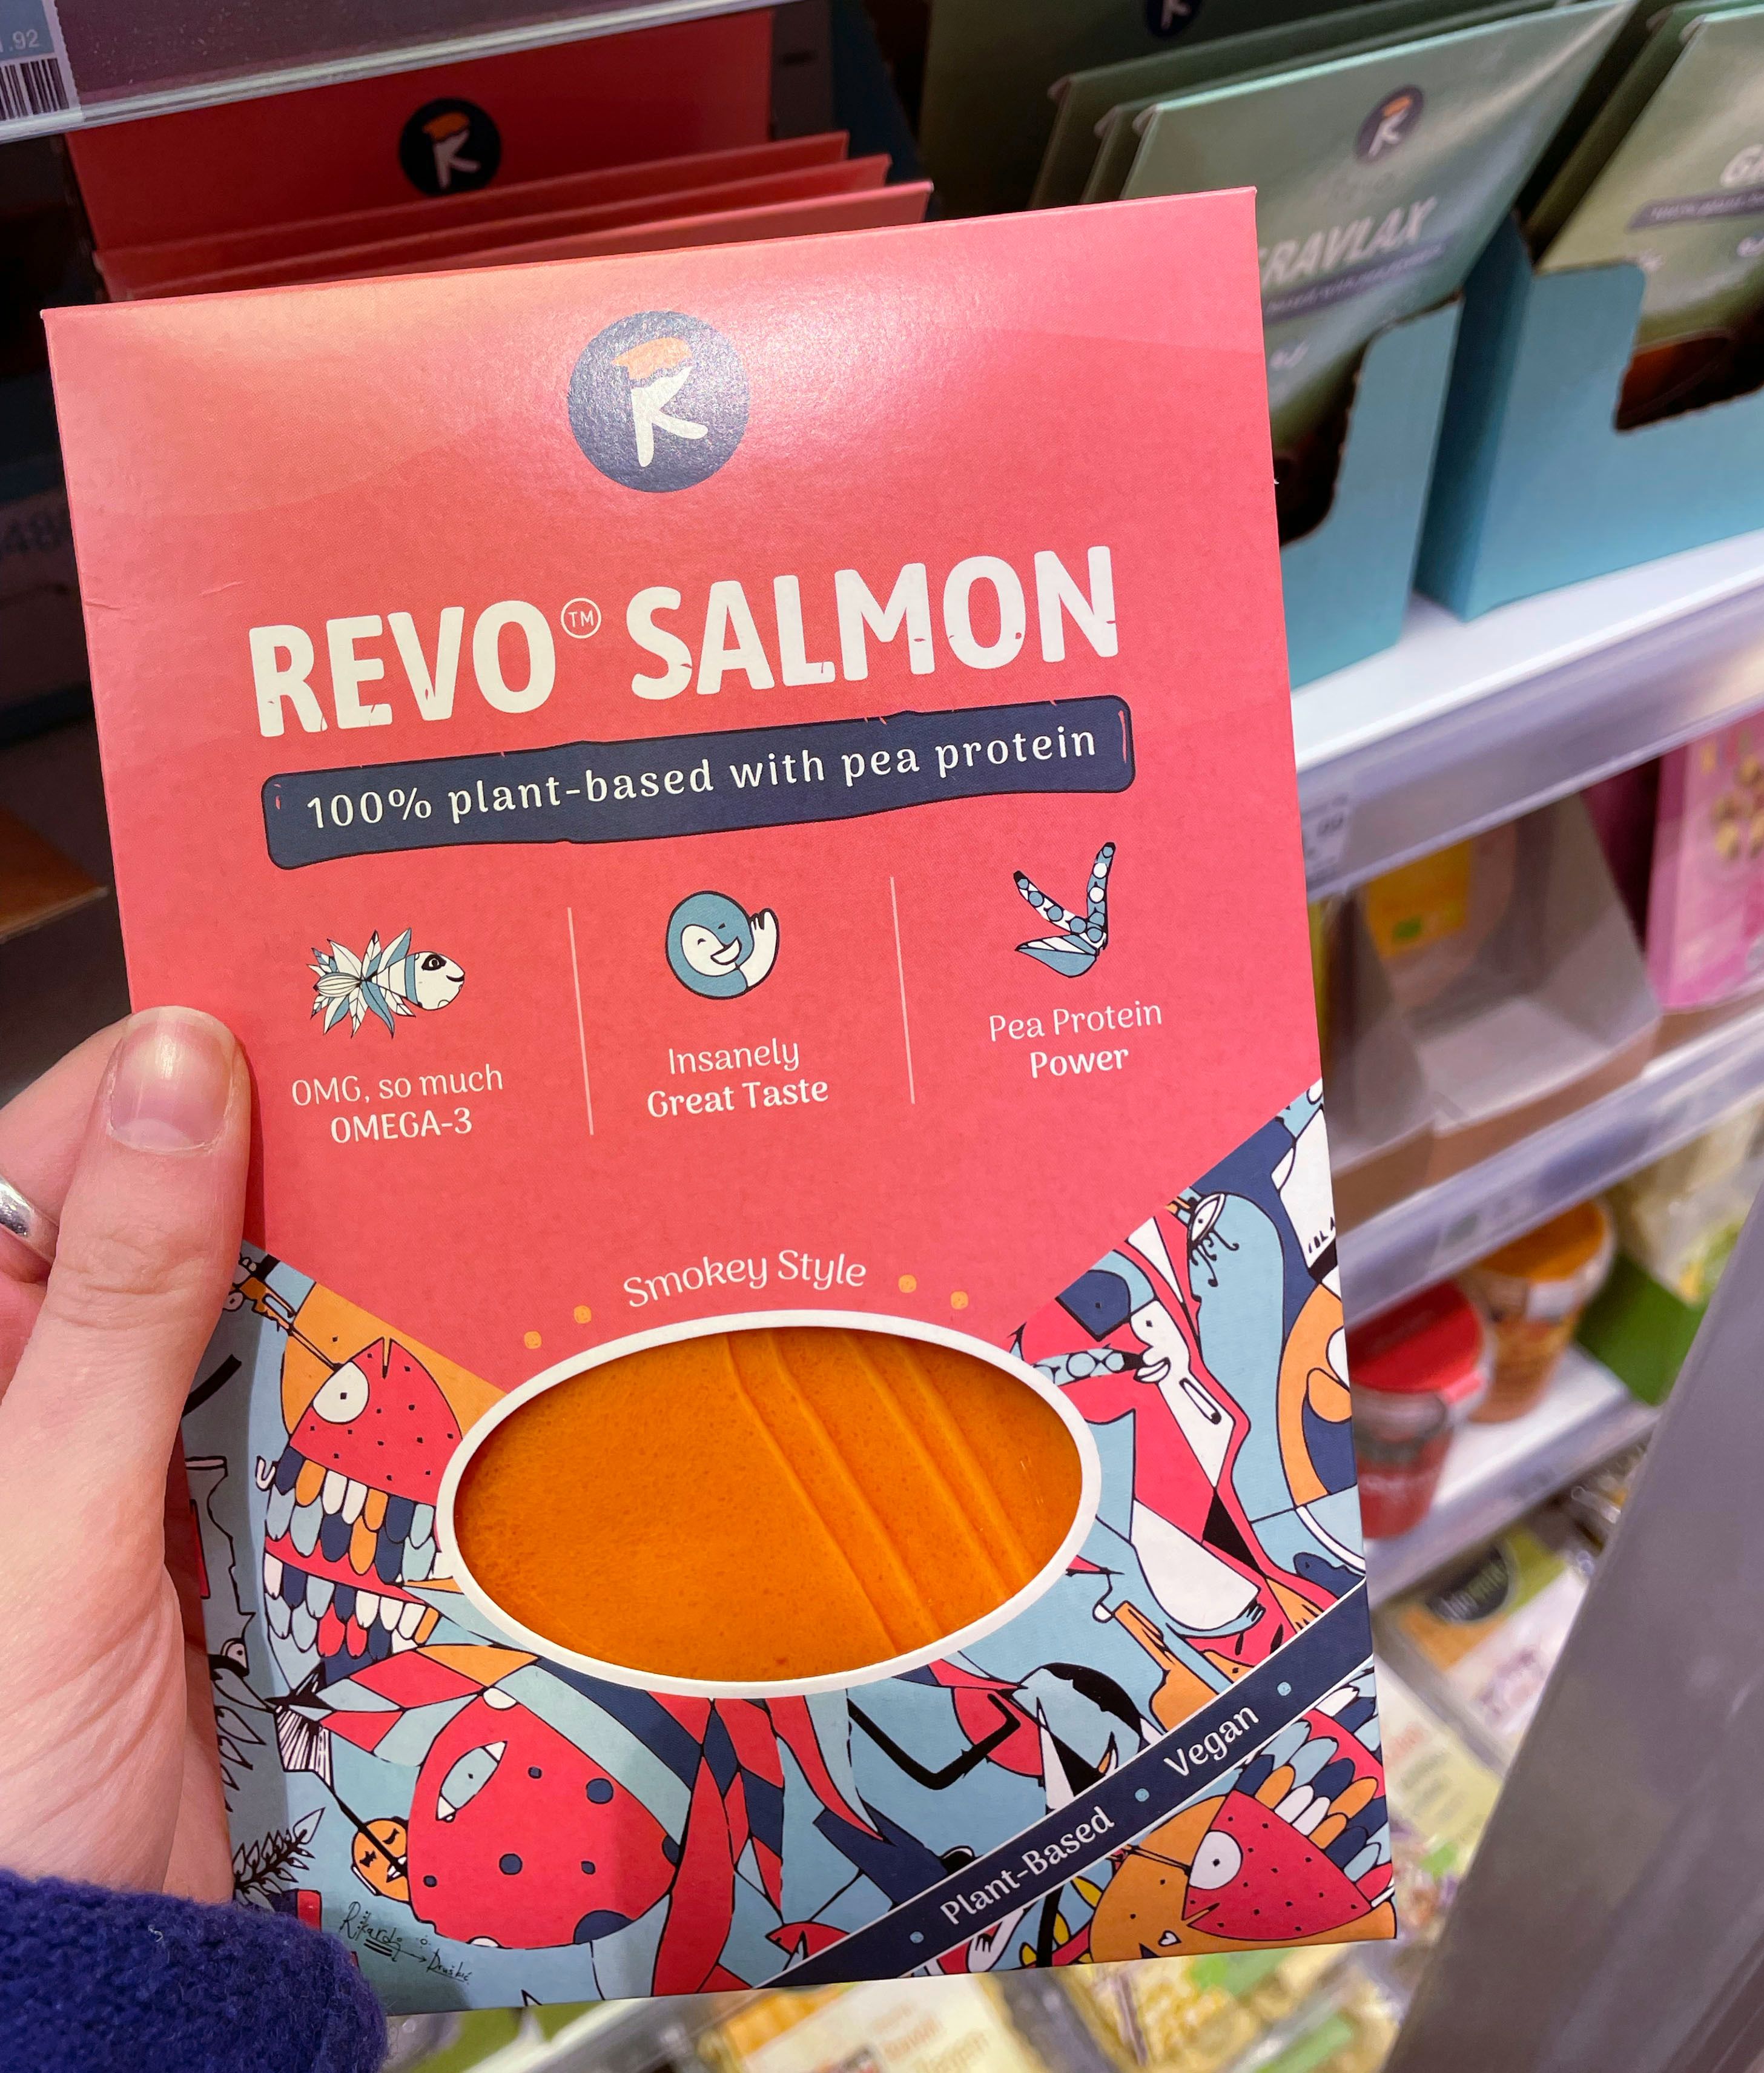 .92
K
K
GRAVLAX
K
REVO™ SALMON
100% plant-based with pea protein
OMG, so much
OMEGA-3
Insanely
Great Taste
Pea Protein
Power
Smokey Style
Plant-Based • Vegan